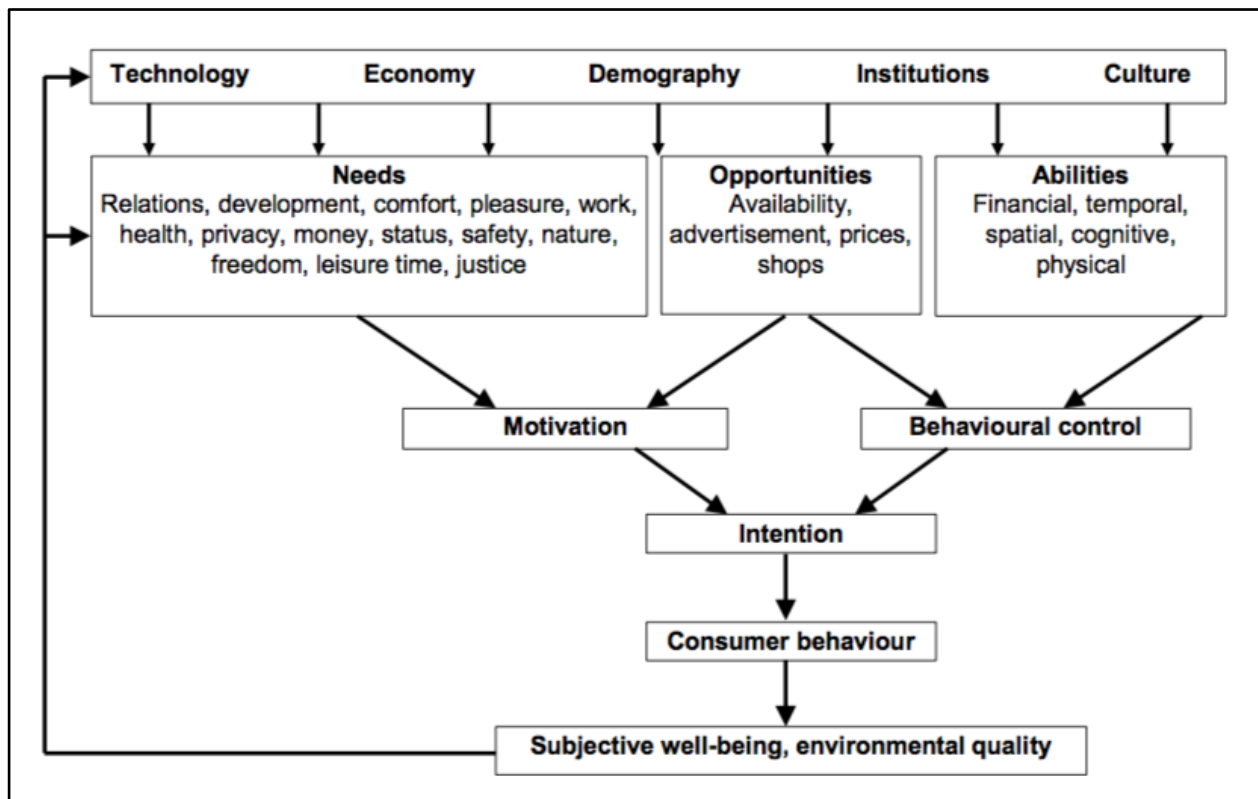 Technology Economy Demography Institutions Culture
Needs
Relations, development, comfort, pleasure, work,
health, privacy, money, status, safety, nature,
freedom, leisure time, justice
Opportunities
Availability,
advertisement, prices,
shops
Abilities
Financial, temporal,
spatial, cognitive,
physical
Motivation
Behavioural control
Intention
Consumer behaviour
Subjective well-being, environmental quality